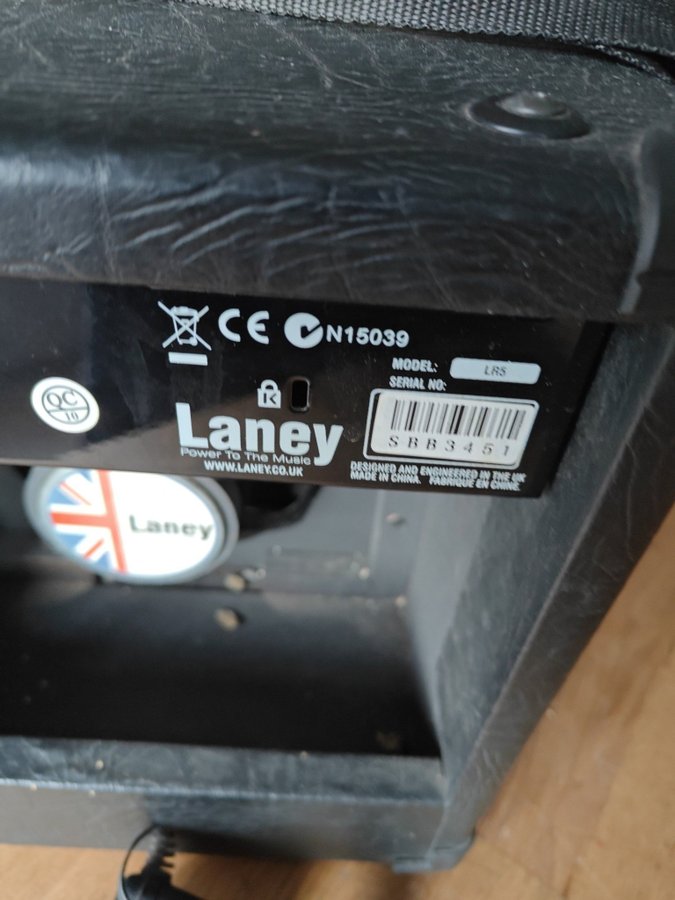 CE N15039
MODEL: LR5
SERIAL NO:
SBB3451
QC
10
K
Laney
Power To The Music
WWW.LANEY.CO.UK
DESIGNED AND ENGINEERED IN THE UK
MADE IN CHINA. FABRIQUE EN CHINE.
Laney